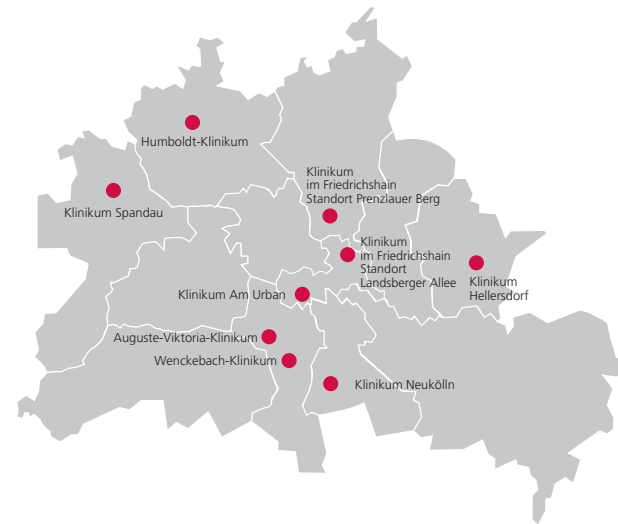 Humboldt-Klinikum
Klinikum
im Friedrichshain
Standort Prenzlauer Berg
Klinikum Spandau
Klinikum
im Friedrichshain
Standort
Landsberger Allee
Klinikum
Hellersdorf
Klinikum Am Urban
Auguste-Viktoria-Klinikum
Wenckebach-Klinikum
Klinikum Neukölln